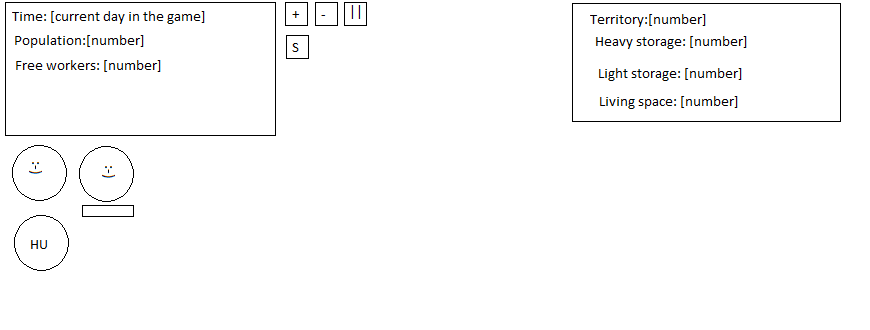 Time: [current day in the game]
Population:[number]
Free workers: [number]
+
-
||
S
Territory:[number]
Heavy storage: [number]
Light storage: [number]
Living space: [number]
HU